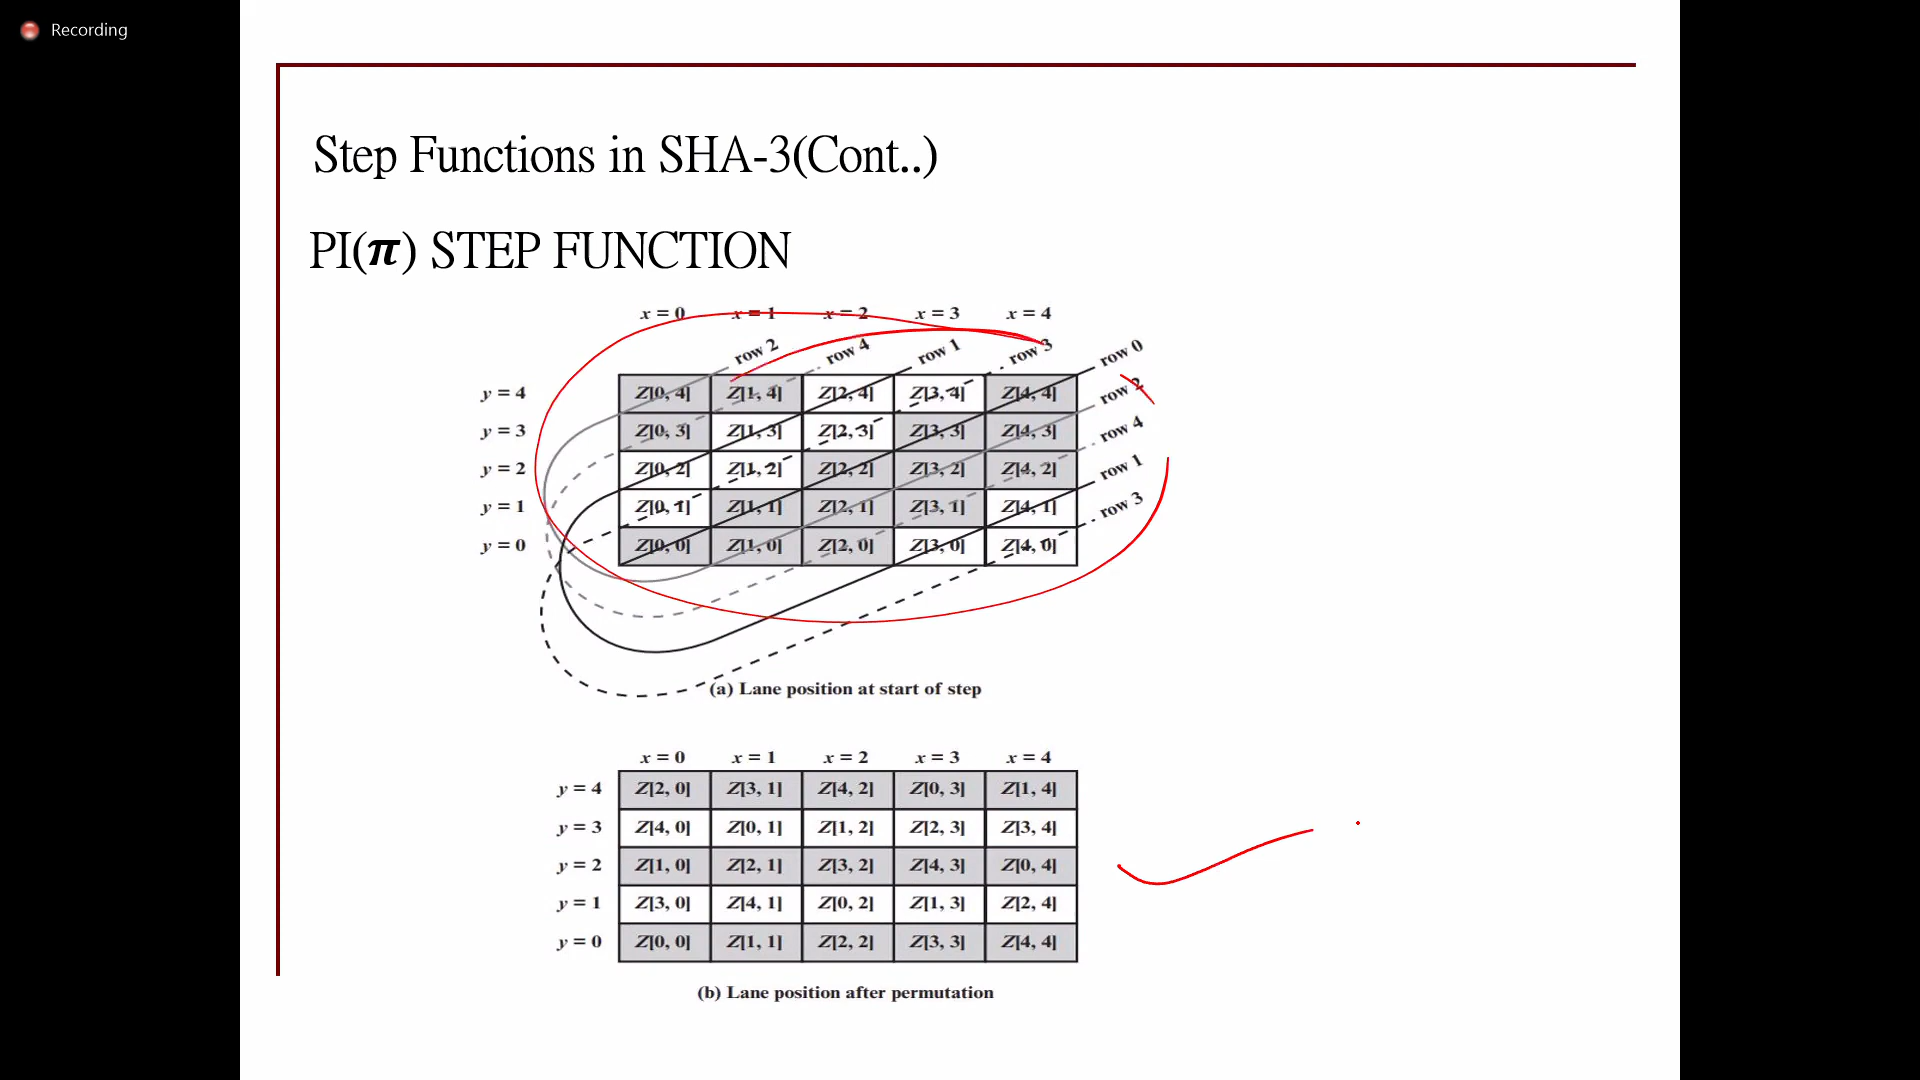 Recording
Step Functions in SHA-3(Cont..)
PI(π) STEP FUNCTION
x = 0 x = 1 x = 2 x = 3 x = 4
row 2 row 4 row 1 row 3 row 0
y = 4 Z[0, 4] Z[1, 4] Z[2, 4] Z[3, 4] Z[4, 4] row 2
y = 3 Z[0, 3] Z[1, 3] Z[2, 3] Z[3, 3] Z[4, 3] row 4
y = 2 Z[0, 2] Z[1, 2] Z[2, 2] Z[3, 2] Z[4, 2] row 1
y = 1 Z[0, 1] Z[1, 1] Z[2, 1] Z[3, 1] Z[4, 1] row 3
y = 0 Z[0, 0] Z[1, 0] Z[2, 0] Z[3, 0] Z[4, 0]
(a) Lane position at start of step
x = 0 x = 1 x = 2 x = 3 x = 4
y = 4 Z[2, 0] Z[3, 1] Z[4, 2] Z[0, 3] Z[1, 4]
y = 3 Z[4, 0] Z[0, 1] Z[1, 2] Z[2, 3] Z[3, 4]
y = 2 Z[1, 0] Z[2, 1] Z[3, 2] Z[4, 3] Z[0, 4]
y = 1 Z[3, 0] Z[4, 1] Z[0, 2] Z[1, 3] Z[2, 4]
y = 0 Z[0, 0] Z[1, 1] Z[2, 2] Z[3, 3] Z[4, 4]
(b) Lane position after permutation